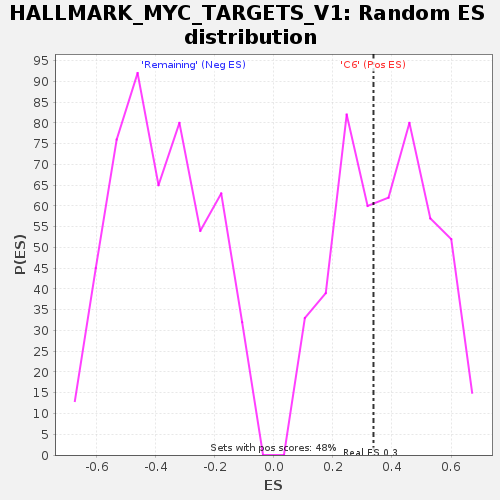 HALLMARK_MYC_TARGETS_V1: Random ES
distribution
'Remaining' (Neg ES)
'C6' (Pos ES)
95
90
85
80
75
70
65
60
55
50
45
40
35
30
25
20
15
10
5
0
P(ES)
Sets with pos scores: 48%
Real ES 0.3
-0.6 -0.4 -0.2 0.0 0.2 0.4 0.6
ES